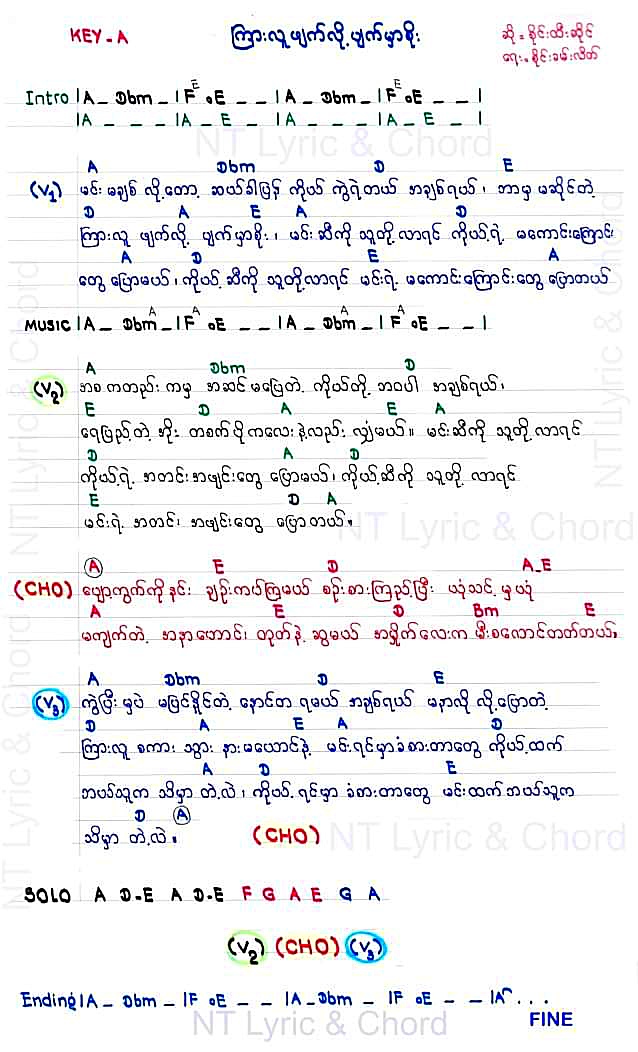 KEY - A
ကြားလူဖျက်လို့ပျက်မှာစိုး
ဆို = စိုင်းထီးဆိုင်
ရေး = စိုင်းခမ်းလိတ်
E E
Intro |A _ Dbm _ |F •E _ _ |A _ Dbm _ |F •E _ _ |
|A _ _ _ |A _ E _ |A _ _ _ |A _ E _ |
NT Lyric & Chord
A Dbm D E
(V1) မင်း မချစ် လို့တော့ ဆယ်ခါပြန် ကိုယ် ကွဲရဲတယ် အချစ်ရယ်၊ ဘာမှ မဆိုင်တဲ့
D A E A D
ကြားလူ ဖျက်လို့ ပျက်မှာစိုး၊ မင်းဆီကို သူတို့လာရင် ကိုယ့်ရဲ့ မကောင်းကြောင်း
A D E A
တွေ ပြောမယ်၊ ကိုယ့်ဆီကို သူတို့လာရင် မင်းရဲ့ မကောင်းကြောင်းတွေ ပြောတယ်
A A A A
MUSIC |A _ Dbm _ |F •E _ _ |A _ Dbm _ |F •E _ _ |
A Dbm D
(V2) အစ ကတည်း ကမှ အဆင်မပြေတဲ့ ကိုယ်တို့ ဘဝပါ အချစ်ရယ်၊
E D A E A
ရေပြည့်တဲ့အိုး တစက်ပိုကလေးနဲ့လည်း လျှံမယ်။ မင်းဆီကို သူတို့လာရင်
D A D
ကိုယ့်ရဲ့ အတင်းအဖျင်းတွေ ပြောမယ်၊ ကိုယ့်ဆီကို သူတို့ လာရင်
E D A
မင်းရဲ့ အတင်း၊ အဖျင်းတွေ ပြောတယ်။
NT Lyric & Chord
A E D A_E
(CHO) ပျော့ကွက်ကိုနင်း ချဉ်းကပ်ကြမယ် စဉ်းစားကြည့်ပြီး ယုံသင့်မှ ယုံ
A E D Bm E
မကျက်တဲ့ အနာဟောင်း၊ တုတ်နဲ့ ဆွမယ် အရှိုက်လေးက မီးစလောင်တတ်တယ်။
A Dbm D E
(V3) ကွဲပြီးမှပဲ မပြင်နိုင်တဲ့ နောင်တ ရမယ် အချစ်ရယ် မနာလို လို့ပြောတဲ့
D A E A D
ကြားလူ စကား သွား နားမယောင်နဲ့ မင်းရင်မှာခံစားတာတွေ ကိုယ့်ထက်
A D E
ဘယ်သူက သိမှာ တဲ့လဲ၊ ကိုယ့် ရင်မှာ ခံစားတာတွေ မင်းထက်ဘယ်သူက
D A
သိမှာ တဲ့လဲ။ (CHO)
NT Lyric & Chord
SOLO A D-E A D-E F G A E G A
(V2) (CHO) (V3)
Ending |A _ Dbm _ |F •E _ _ |A _ Dbm _ |F •E _ _ |A . . .
NT Lyric & Chord
FINE
NT Lyric & Chord
NT Lyric & Chord
NT Lyric & Chord